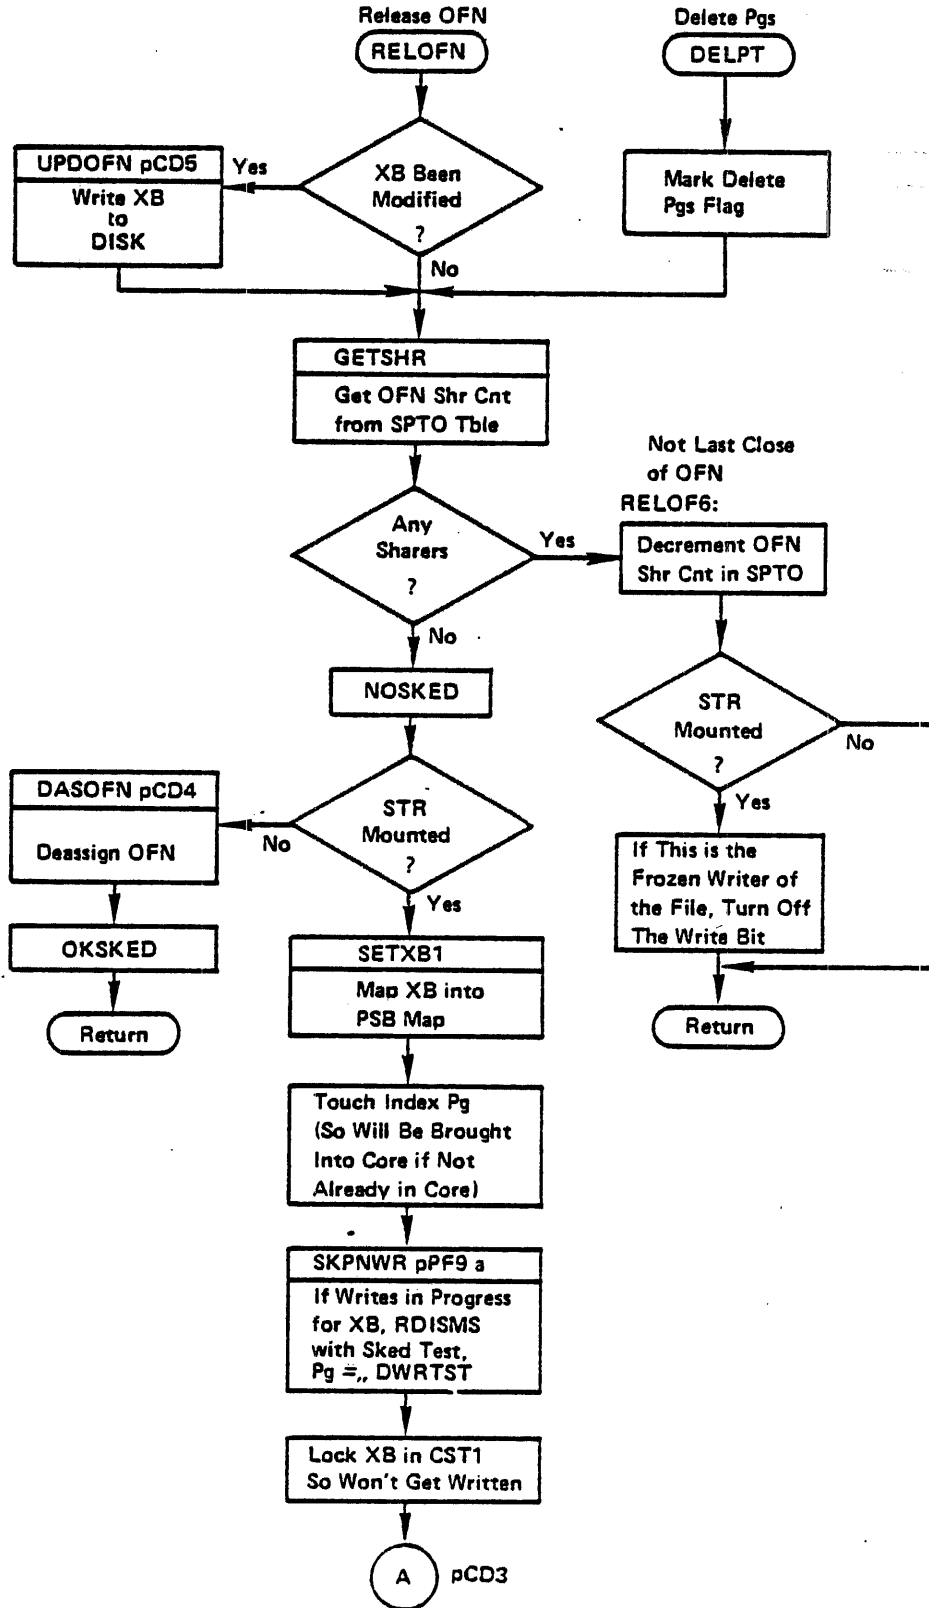 Release OFN
RELOFN
Delete Pgs
DELPT
XB Been
Modified
?
Yes
No
UPDOFN pCD5
Write XB
to
DISK
Mark Delete
Pgs Flag
GETSHR
Get OFN Shr Cnt
from SPTO Tble
Any
Sharers
?
Yes
No
Not Last Close
of OFN
RELOF6:
Decrement OFN
Shr Cnt in SPTO
NOSKED
STR
Mounted
?
No
Yes
If This is the
Frozen Writer of
the File, Turn Off
The Write Bit
Return
STR
Mounted
?
No
Yes
DASOFN pCD4
Deassign OFN
OKSKED
Return
SETXB1
Map XB into
PSB Map
Touch Index Pg
(So Will Be Brought
Into Core if Not
Already in Core)
SKPNWR pPF9 a
If Writes in Progress
for XB, RDISMS
with Sked Test,
Pg =,, DWRTST
Lock XB in CST1
So Won't Get Written
A
pCD3